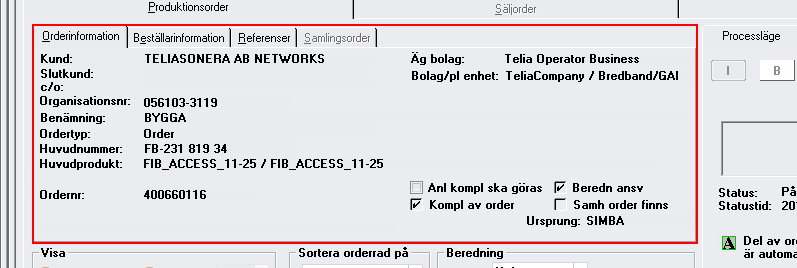 Produktionsorder Säljorder
Orderinformation Beställarinformation Referenser Samlingsorder Processläge
Kund: TELIASONERA AB NETWORKS Äg bolag: Telia Operator Business
Slutkund: Bolag/pl enhet: TeliaCompany / Bredband/GAI
c/o: I B
Organisationsnr: 056103-3119
Benämning: BYGGA
Ordertyp: Order
Huvudnummer: FB-231 819 34
Huvudprodukt: FIB_ACCESS_11-25 / FIB_ACCESS_11-25
Anl kompl ska göras Beredn ansv
Ordernr: 400660116 Status: På
Kompl av order Samh order finns Statustid: 20
Ursprung: SIMBA
A Del av ord
är automa
Visa Sortera orderrad på Beredning